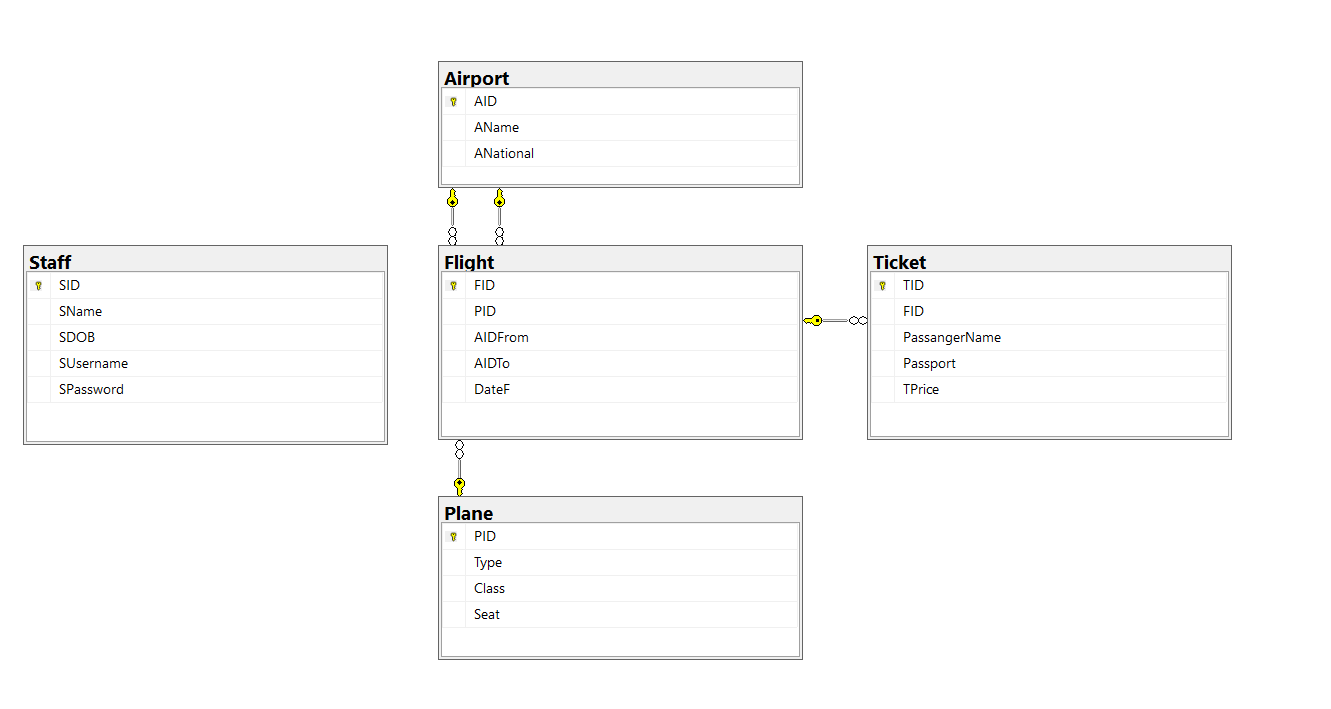 Airport
AID
AName
ANational
Staff
SID
SName
SDOB
SUsername
SPassword
Flight
FID
PID
AIDFrom
AIDTo
DateF
Ticket
TID
FID
PassangerName
Passport
TPrice
Plane
PID
Type
Class
Seat